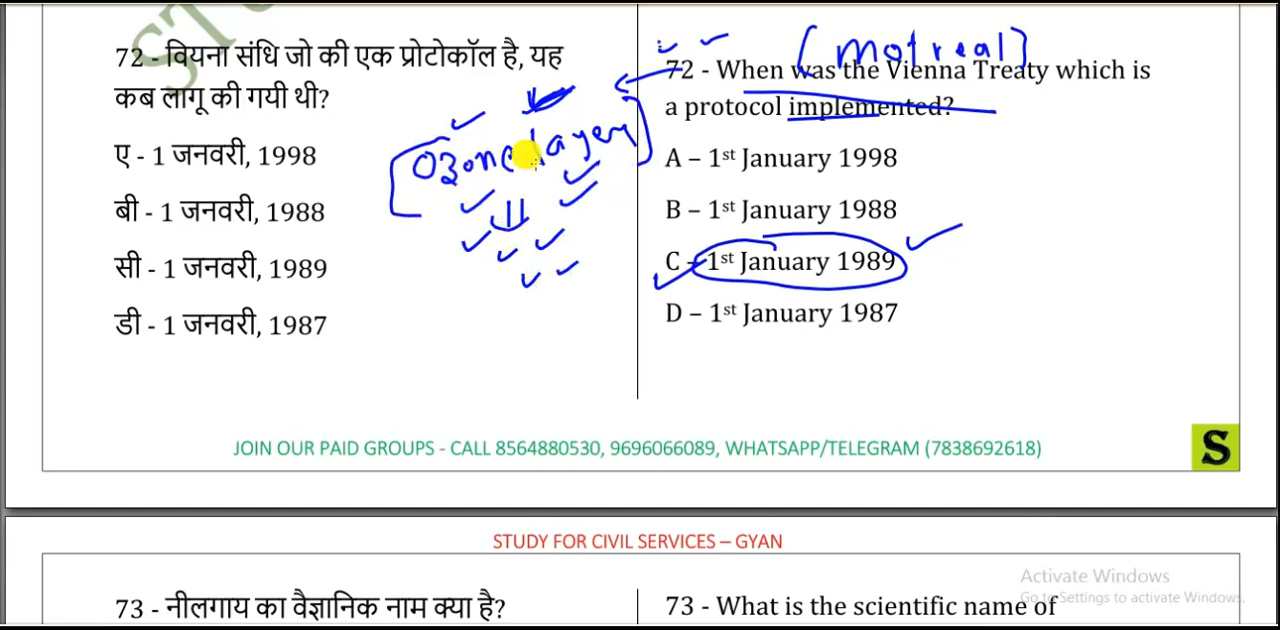 72 - वियना संधि जो की एक प्रोटोकॉल है, यह
कब लागू की गयी थी?
ए - 1 जनवरी, 1998
बी - 1 जनवरी, 1988
सी - 1 जनवरी, 1989
डी - 1 जनवरी, 1987
Ozone layer
(Motreal)
72 - When was the Vienna Treaty which is
a protocol implemented?
A – 1st January 1998
B – 1st January 1988
C – 1st January 1989
D – 1st January 1987
JOIN OUR PAID GROUPS - CALL 8564880530, 9696066089, WHATSAPP/TELEGRAM (7838692618)
S
STUDY FOR CIVIL SERVICES – GYAN
73 - नीलगाय का वैज्ञानिक नाम क्या है?
73 - What is the scientific name of
Activate Windows
Go to Settings to activate Windows.